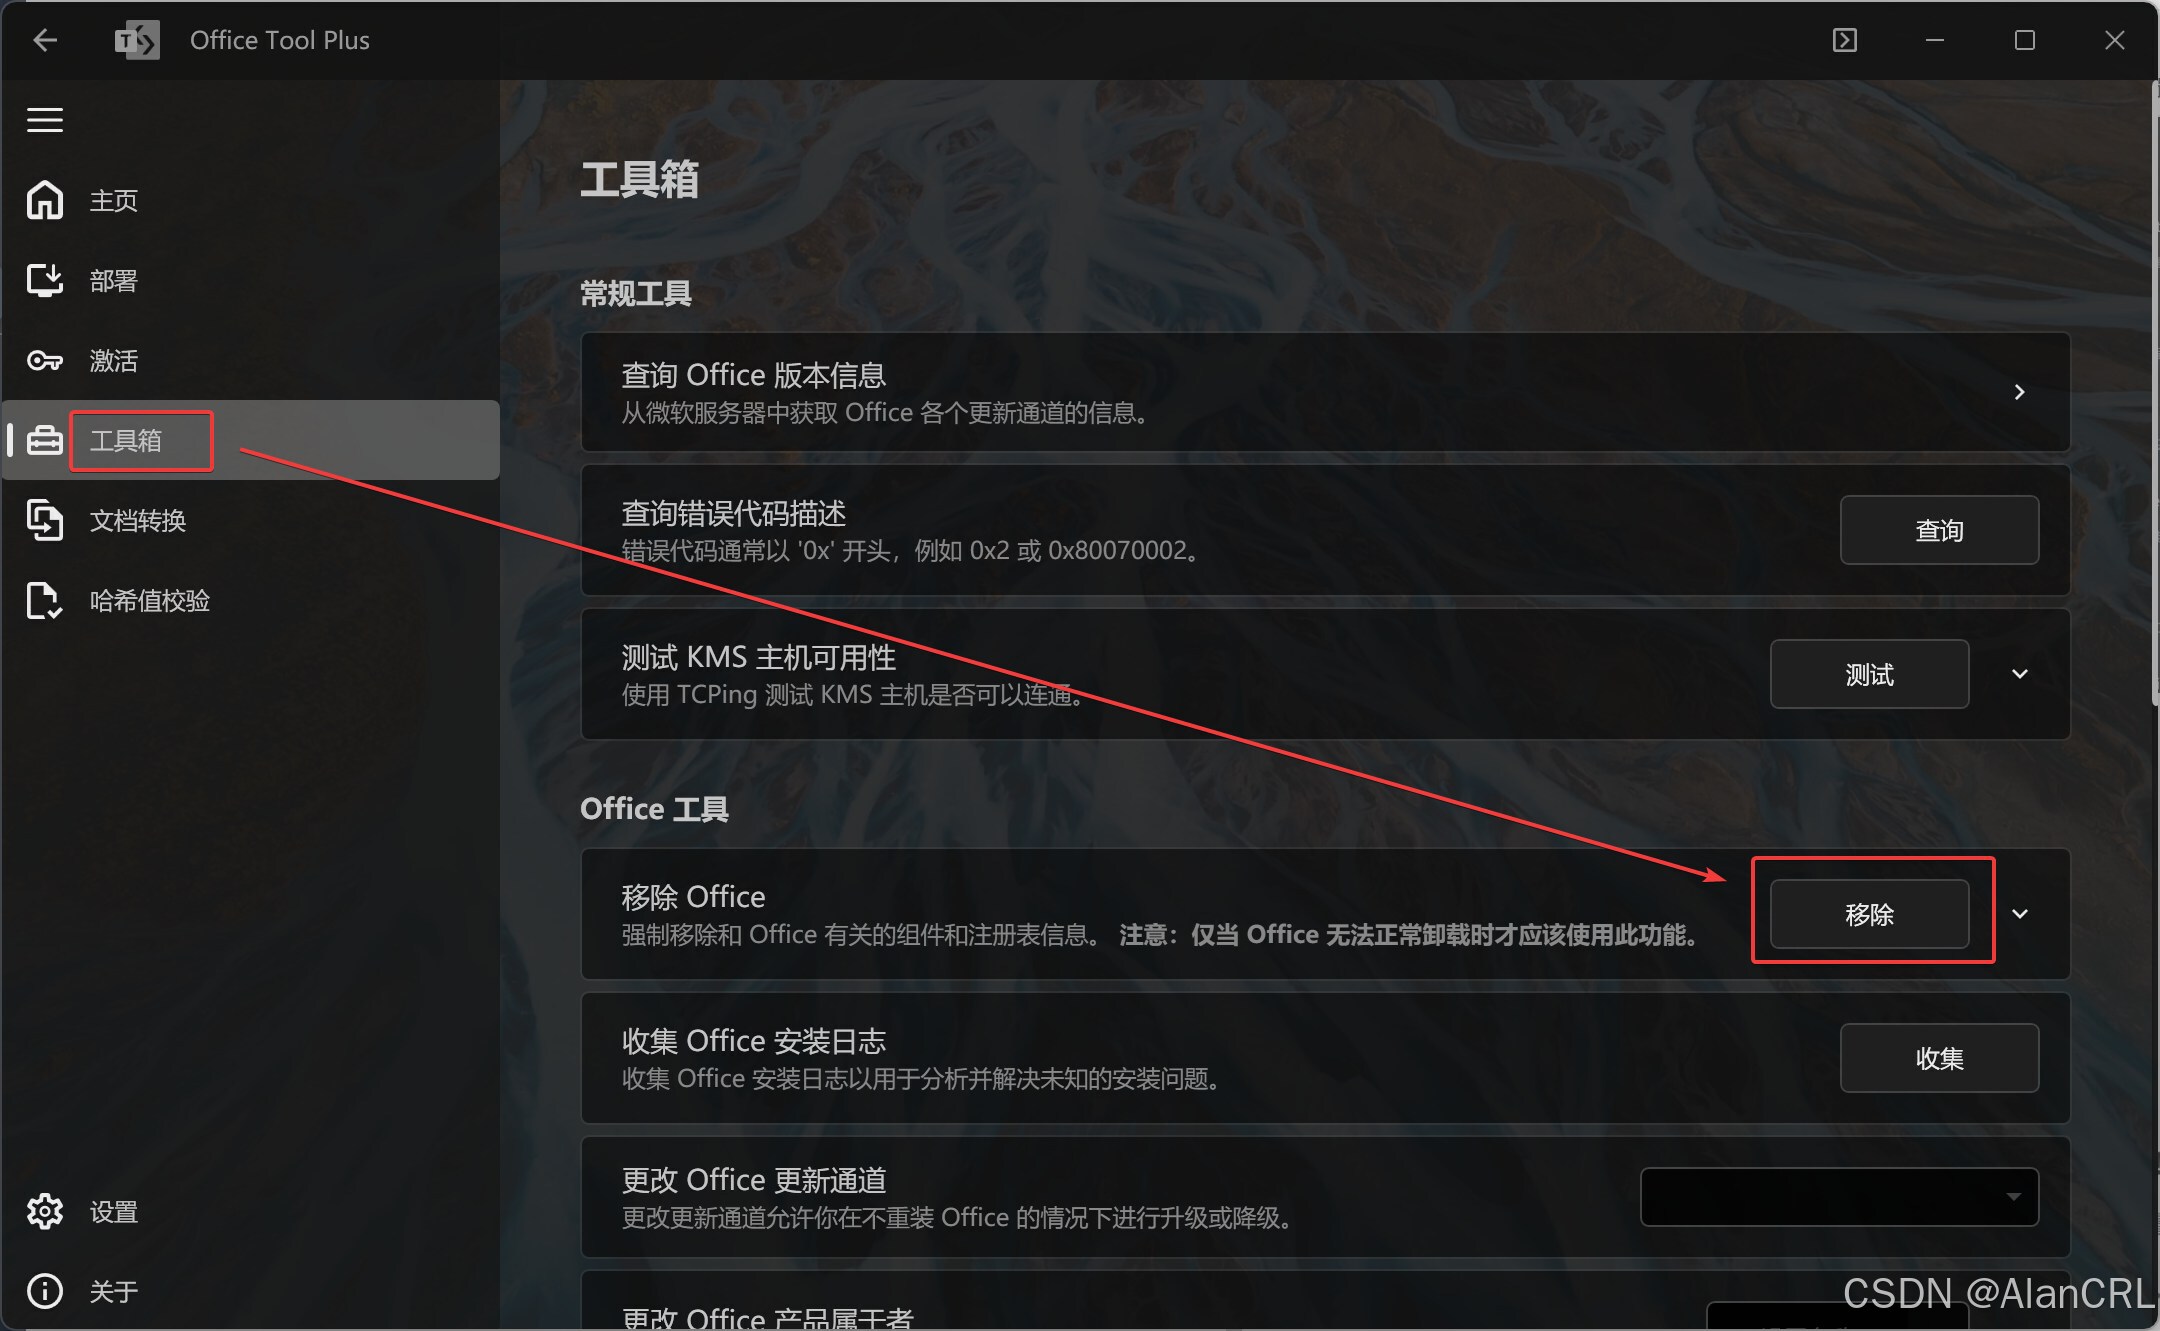 Office Tool Plus
主页
部署
激活
工具箱
文档转换
哈希值校验
设置
关于
工具箱
常规工具
查询 Office 版本信息
从微软服务器中获取 Office 各个更新通道的信息。
查询错误代码描述
错误代码通常以 '0x' 开头，例如 0x2 或 0x80070002。
查询
测试 KMS 主机可用性
使用 TCPing 测试 KMS 主机是否可以连通。
测试
Office 工具
移除 Office
强制移除和 Office 有关的组件和注册表信息。 注意：仅当 Office 无法正常卸载时才应该使用此功能。
移除
收集 Office 安装日志
收集 Office 安装日志以用于分析并解决未知的安装问题。
收集
更改 Office 更新通道
更改更新通道允许你在不重装 Office 的情况下进行升级或降级。
更改 Office 产品属于者
CSDN @AlanCRL